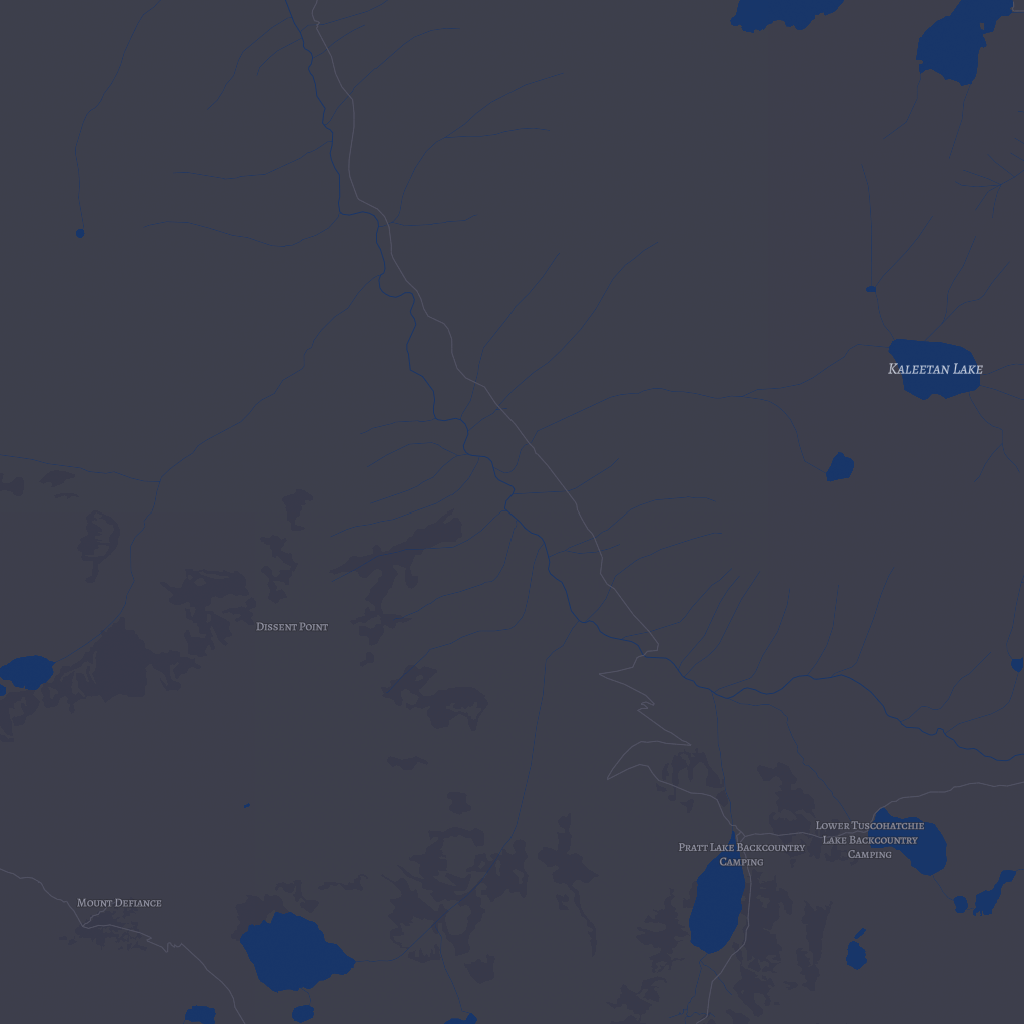 Kaleetan Lake
Dissent Point
Lower Tuscohatchie
Lake Backcountry
Camping
Pratt Lake Backcountry
Camping
Mount Defiance